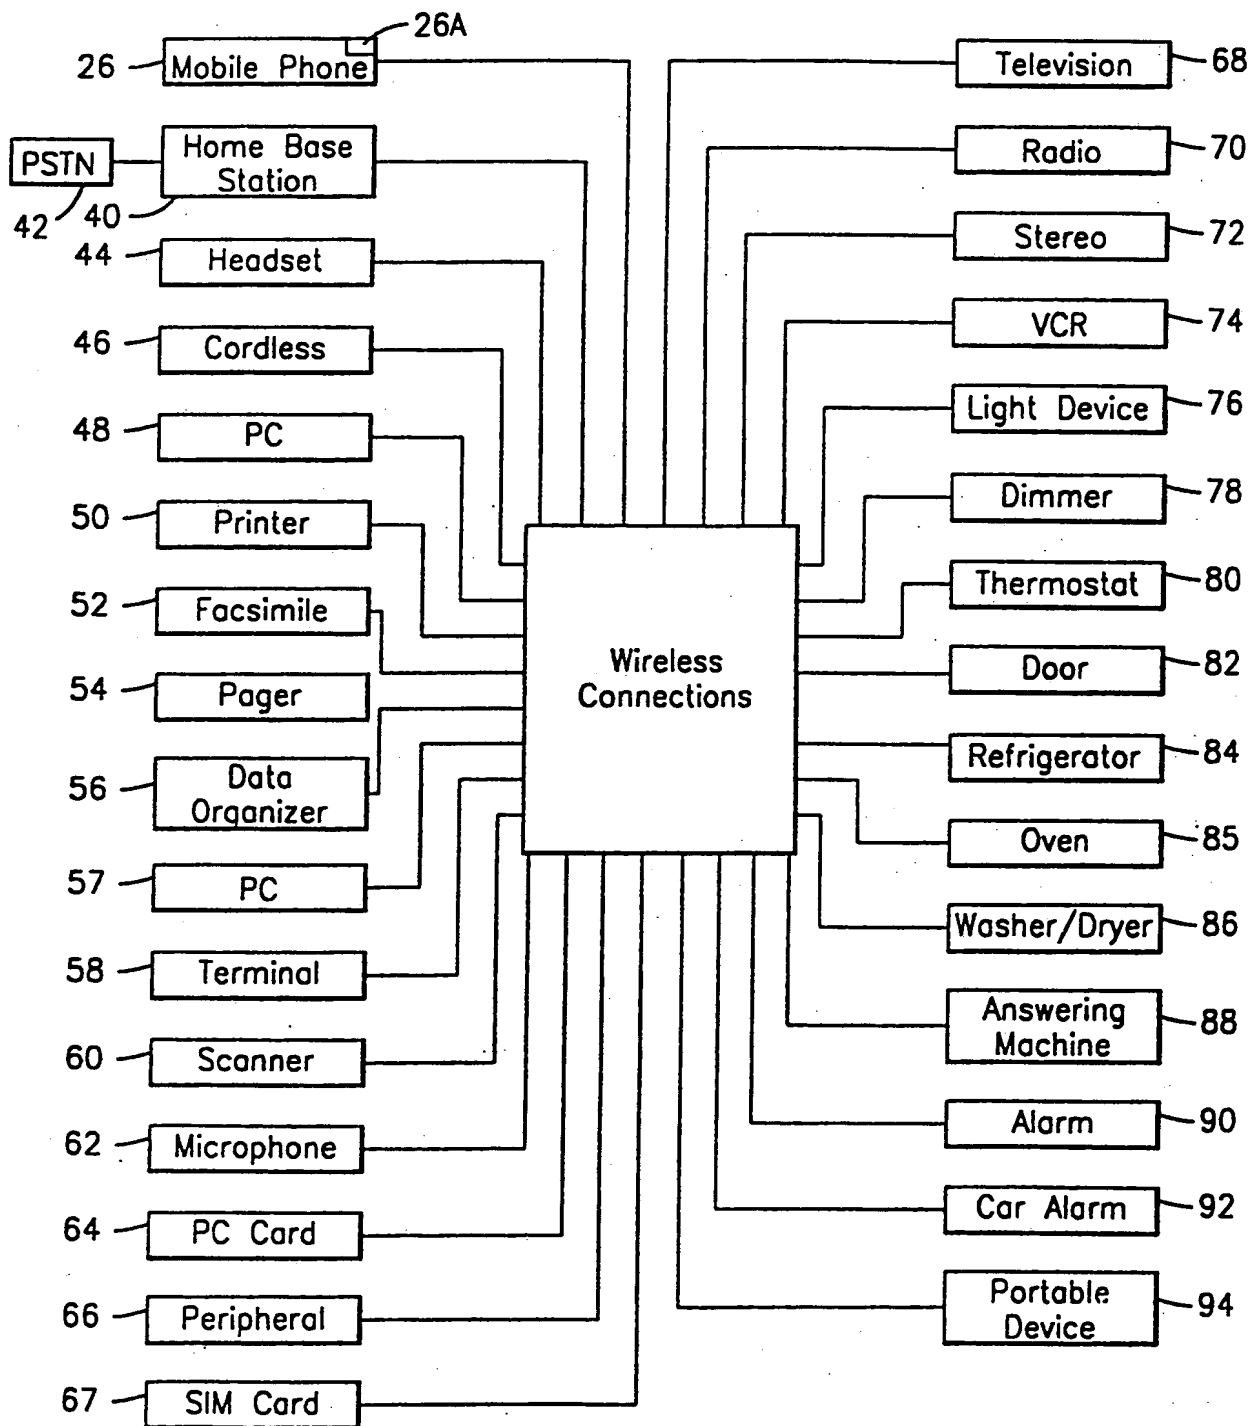 26A
26
Mobile Phone
PSTN
42
Home Base
Station
40
44
Headset
46
Cordless
48
PC
50
Printer
52
Facsimile
54
Pager
56
Data
Organizer
57
PC
58
Terminal
60
Scanner
62
Microphone
64
PC Card
66
Peripheral
67
SIM Card
Wireless
Connections
Television
68
Radio
70
Stereo
72
VCR
74
Light Device
76
Dimmer
78
Thermostat
80
Door
82
Refrigerator
84
Oven
85
Washer/Dryer
86
Answering
Machine
88
Alarm
90
Car Alarm
92
Portable
Device
94